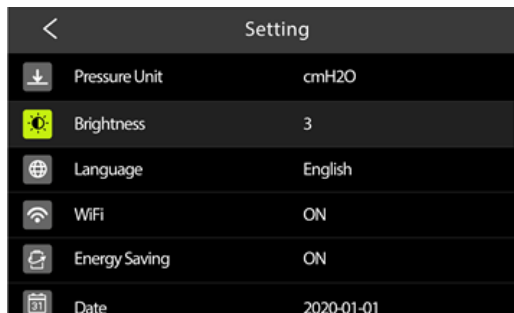 Setting
Pressure Unit cmH2O
Brightness 3
Language English
WiFi ON
Energy Saving ON
31 Date 2020-01-01